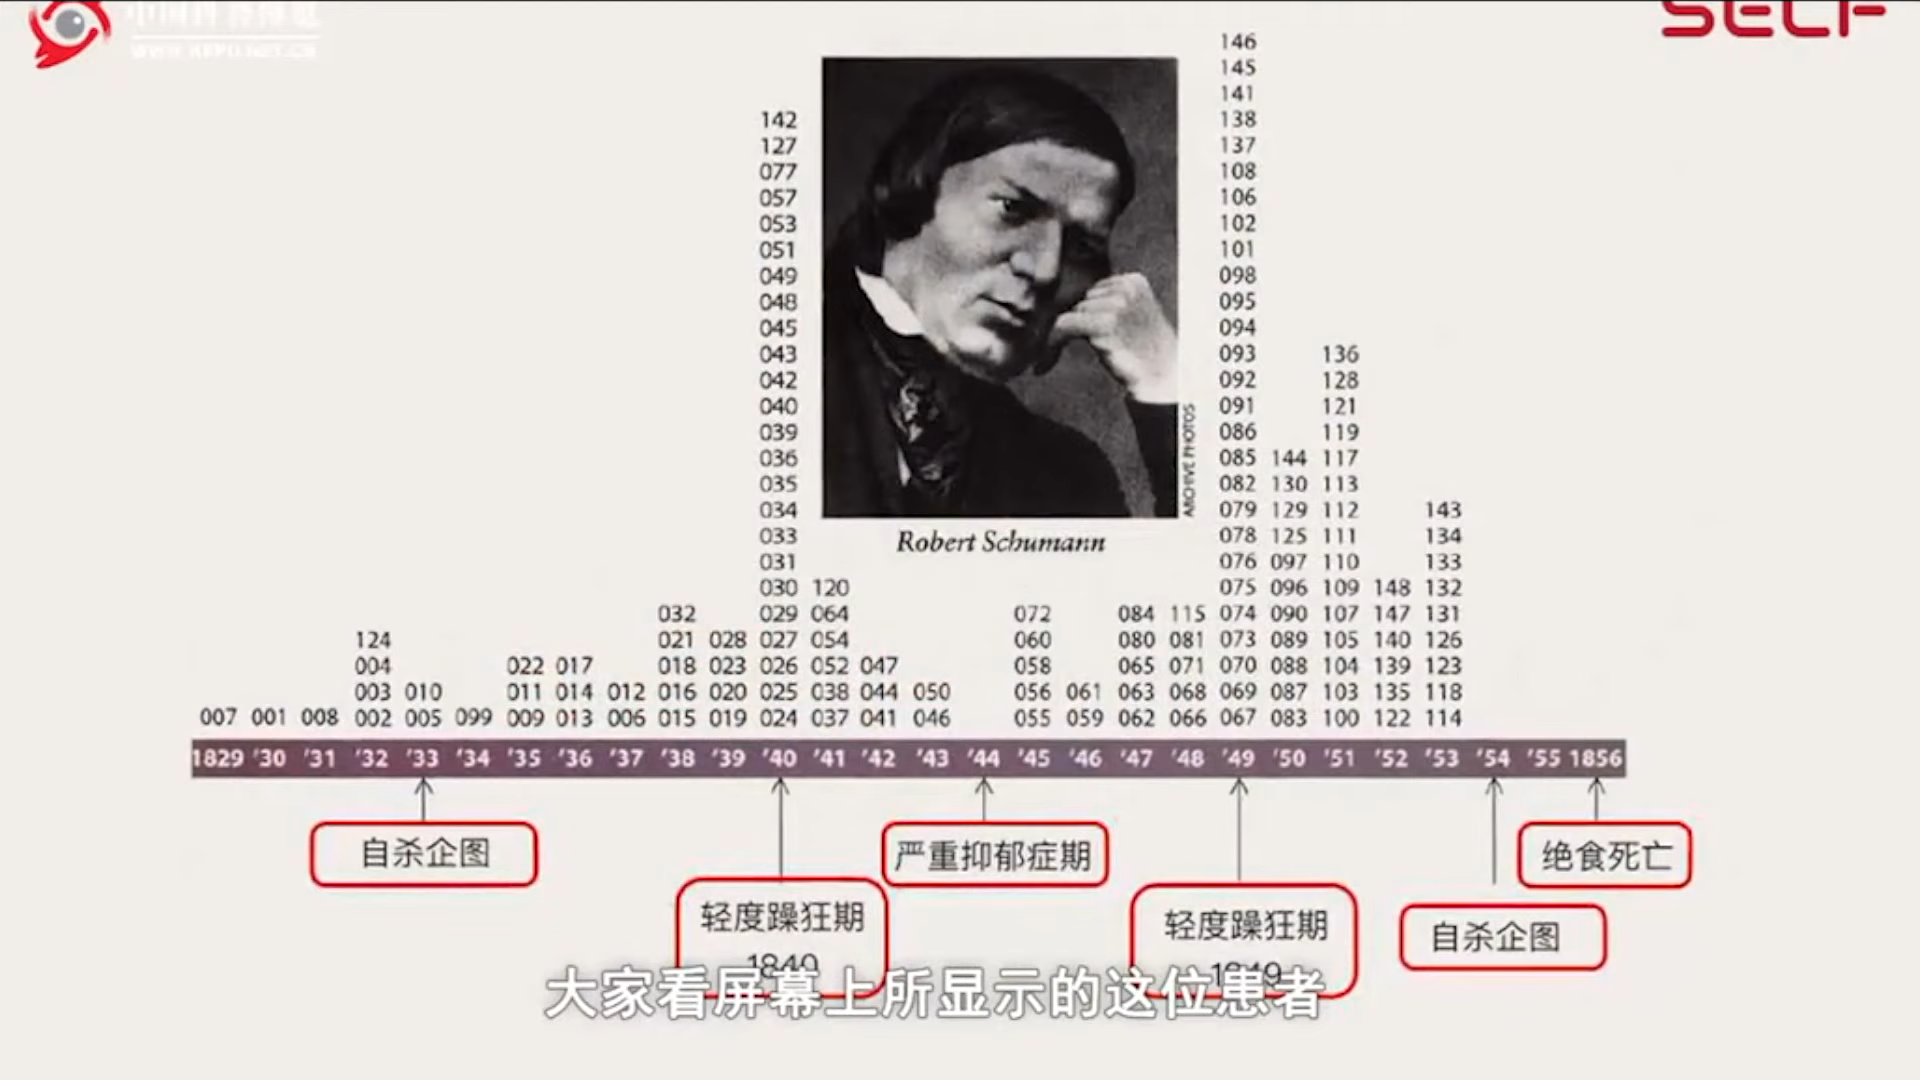 WWW.KEPU.NET.CN
SELF
146
145
141
142 138
127 137
077 108
057 106
053 102
051 101
049 098
048 095
045 094
043 093 136
042 092 128
040 091 121
039 086 119
036 085 144 117
035 082 130 113
034 079 129 112 143
ARCHIVE PHOTOS
Robert Schumann
033 078 125 111 134
031 076 097 110 133
030 120 075 096 109 148 132
032 029 064 072 084 115 074 090 107 147 131
124 021 028 027 054 060 080 081 073 089 105 140 126
004 022 017 018 023 026 052 047 058 065 071 070 088 104 139 123
003 010 011 014 012 016 020 025 038 044 050 056 061 063 068 069 087 103 135 118
007 001 008 002 005 099 009 013 006 015 019 024 037 041 046 055 059 062 066 067 083 100 122 114
1829 '30 '31 '32 '33 '34 '35 '36 '37 '38 '39 '40 '41 '42 '43 '44 '45 '46 '47 '48 '49 '50 '51 '52 '53 '54 '55 1856
自杀企图
严重抑郁症期
绝食死亡
轻度躁狂期
1840
轻度躁狂期
1849
自杀企图
大家看屏幕上所显示的这位患者